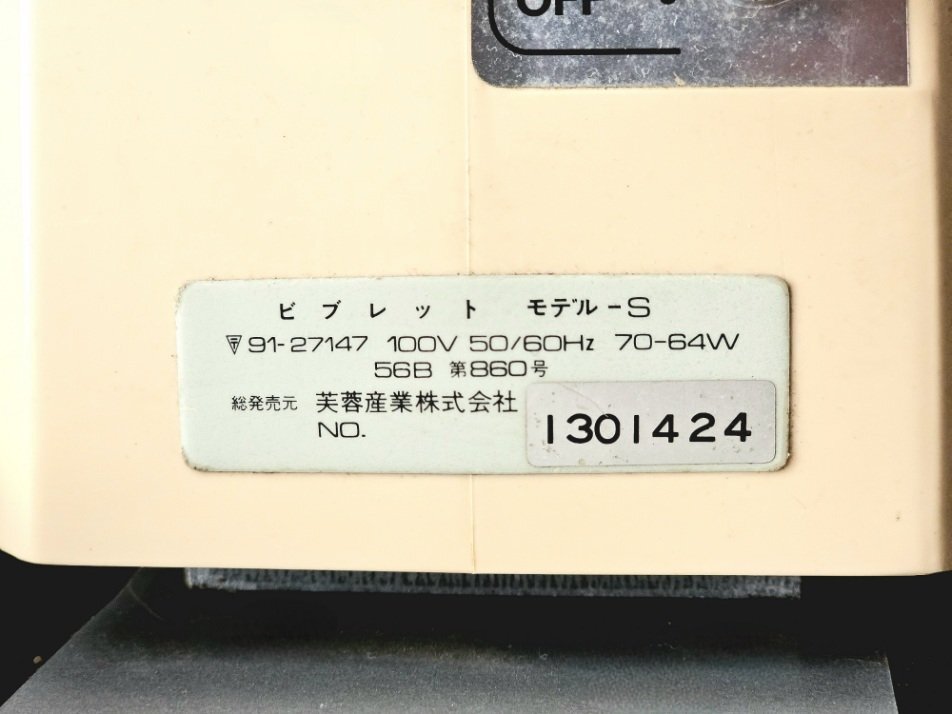 OFF
ビブレット モデル-S
〒91-27147 100V 50/60Hz 70-64W
56B 第860号
総発売元 芙蓉産業株式会社
NO. 1301424